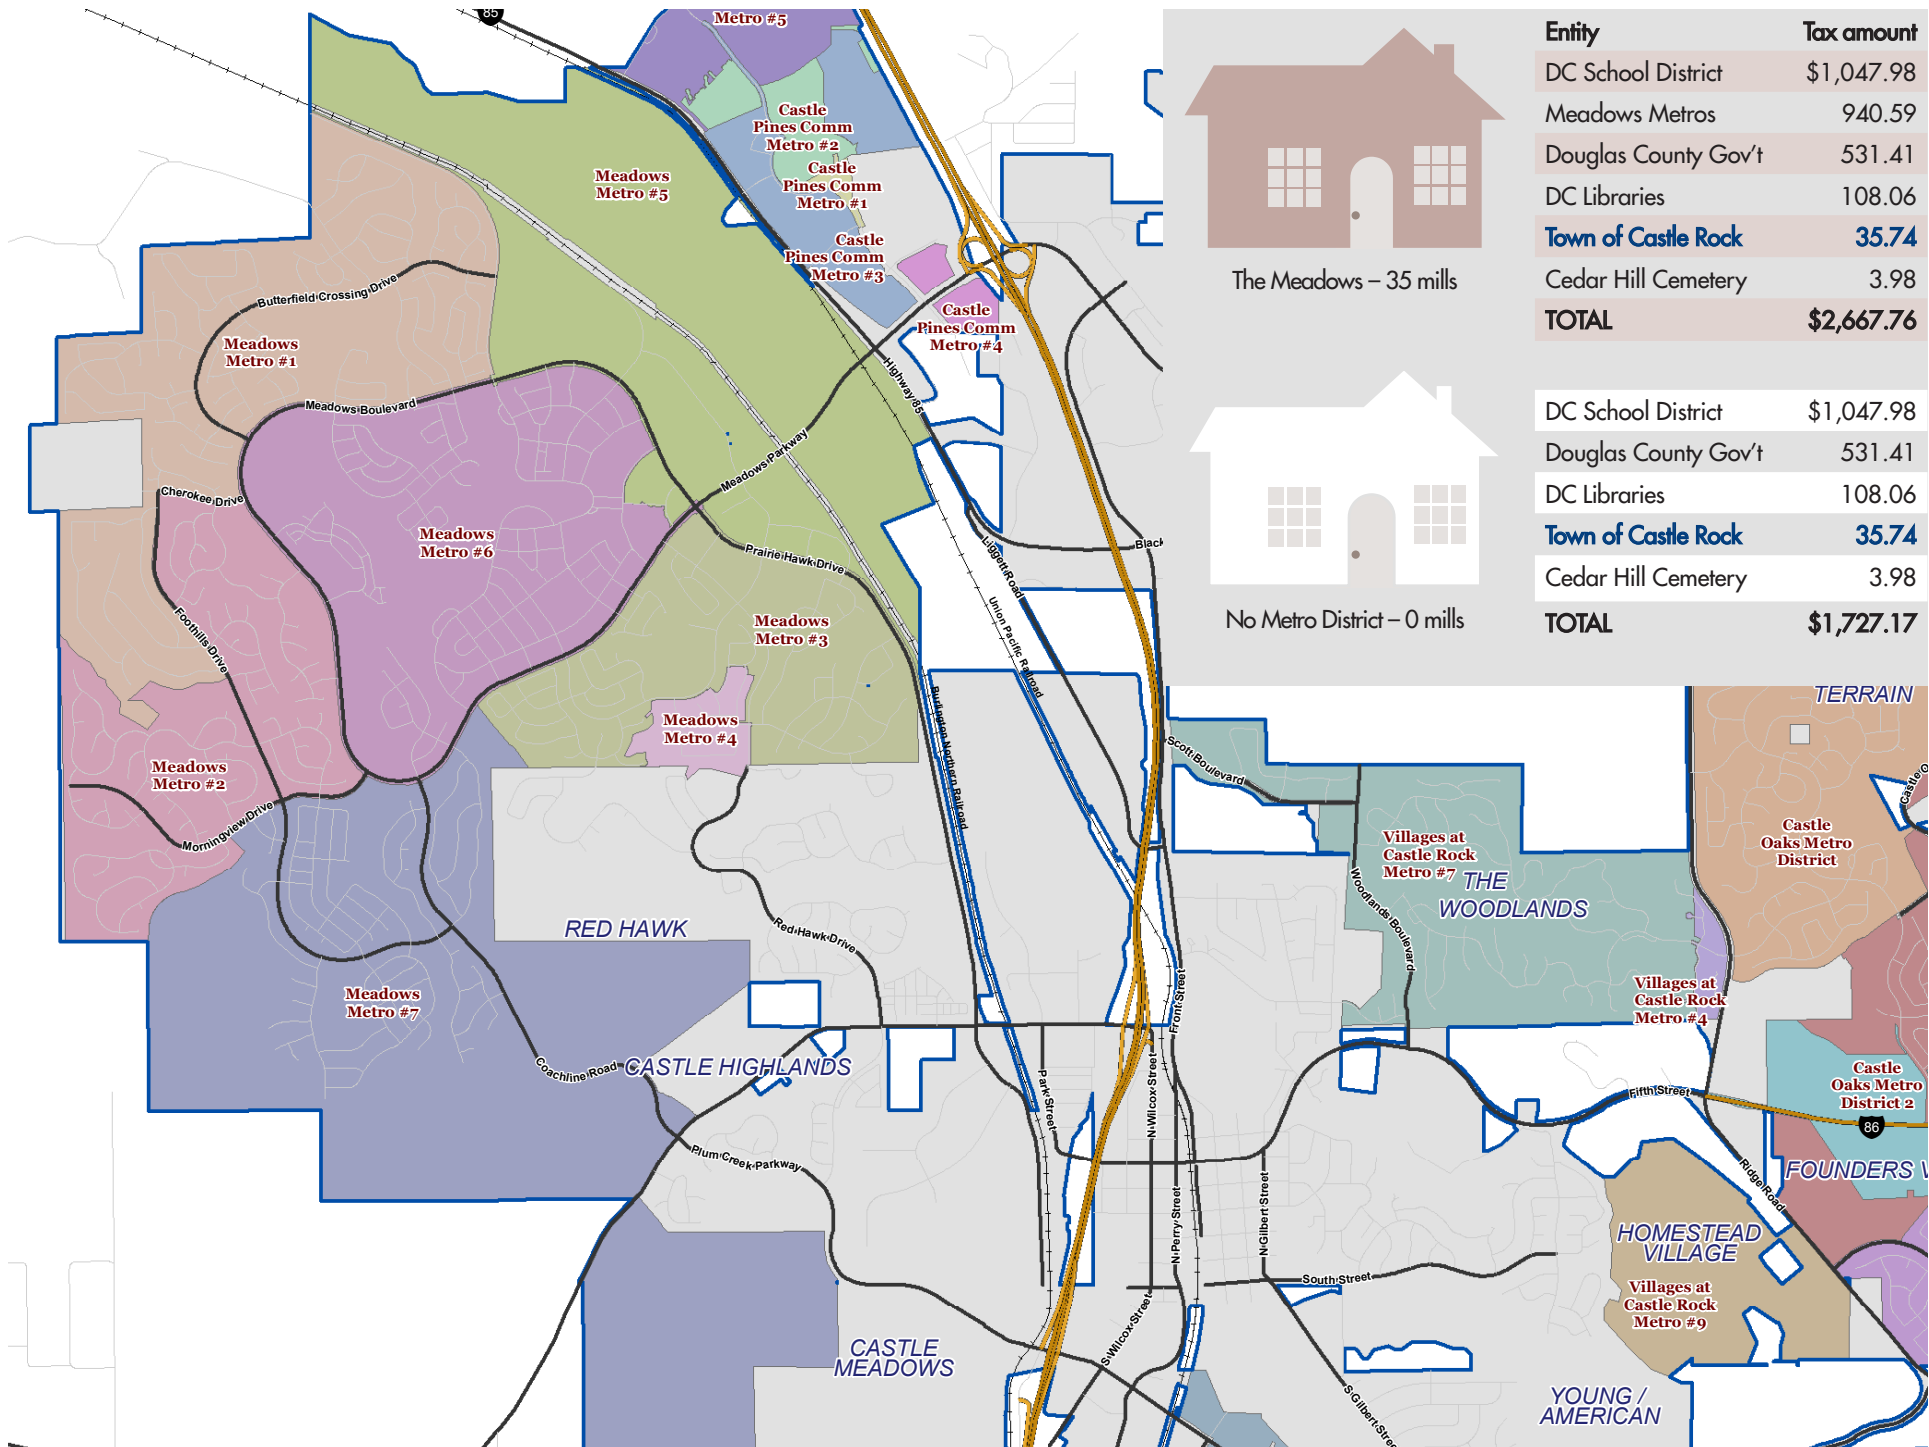 85
Metro #5
Castle
Pines Comm
Metro #2
Castle
Pines Comm
Metro #1
Castle
Pines Comm
Metro #3
Castle
Pines Comm
Metro #4
Meadows
Metro #5
Butterfield Crossing Drive
Meadows
Metro #1
Meadows Boulevard
Highway 85
Meadows Parkway
Cherokee Drive
Meadows
Metro #6
Prairie Hawk Drive
Liggett Road
Black
Union Pacific Railroad
Foothills Drive
Meadows
Metro #3
Meadows
Metro #4
Burlington Northern Railroad
Meadows
Metro #2
Morningview Drive
RED HAWK
Red Hawk Drive
Meadows
Metro #7
Coachline Road
CASTLE HIGHLANDS
Plum Creek Parkway
Park Street
N Wilcox Street
Front Street
N Perry Street
N Gilbert Street
South Street
S Wilcox Street
CASTLE
MEADOWS
Scott Boulevard
Villages at
Castle Rock
Metro #7
THE
WOODLANDS
Woodlands Boulevard
Villages at
Castle Rock
Metro #4
TERRAIN
Castle O
Castle
Oaks Metro
District
Castle
Oaks Metro
District 2
Fifth Street
86
FOUNDERS V
Ridge Road
HOMESTEAD
VILLAGE
Villages at
Castle Rock
Metro #9
YOUNG /
AMERICAN
S Gilbert Stree
The Meadows – 35 mills
Entity Tax amount
DC School District $1,047.98
Meadows Metros 940.59
Douglas County Gov't 531.41
DC Libraries 108.06
Town of Castle Rock 35.74
Cedar Hill Cemetery 3.98
TOTAL $2,667.76
No Metro District – 0 mills
DC School District $1,047.98
Douglas County Gov't 531.41
DC Libraries 108.06
Town of Castle Rock 35.74
Cedar Hill Cemetery 3.98
TOTAL $1,727.17